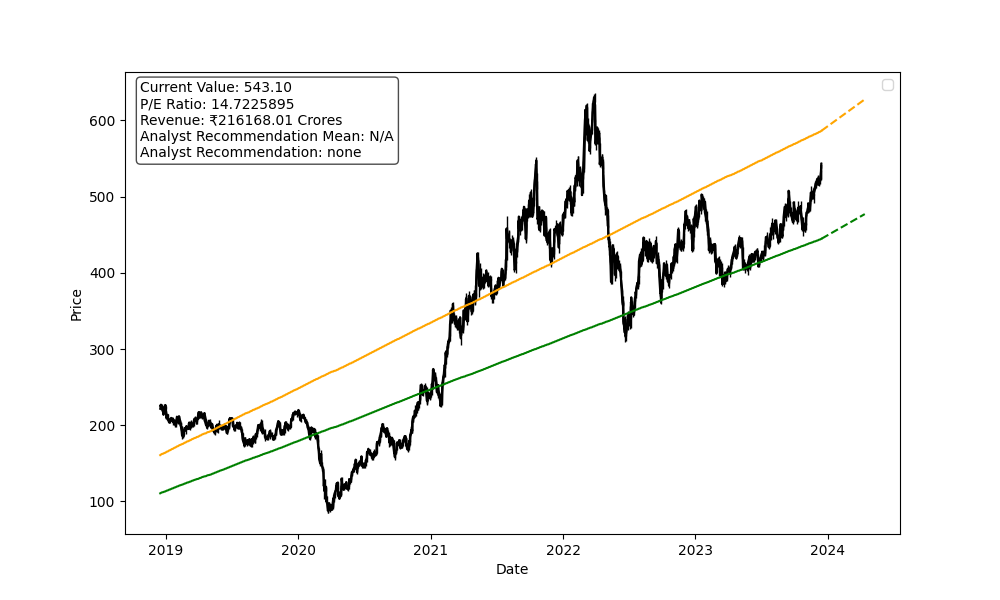 Current Value: 543.10
P/E Ratio: 14.7225895
Revenue: ₹216168.01 Crores
Analyst Recommendation Mean: N/A
Analyst Recommendation: none
600
500
400
300
200
100
Price
2019 2020 2021 2022 2023 2024
Date